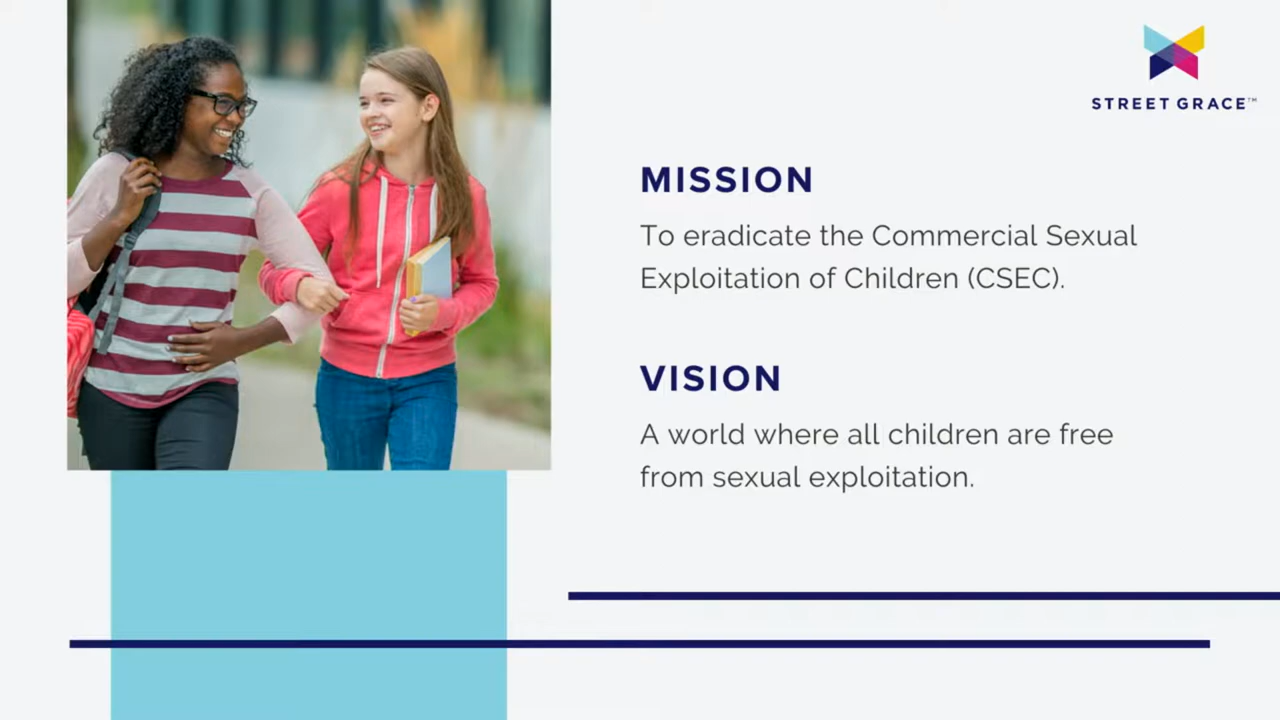 STREET GRACE™
MISSION
To eradicate the Commercial Sexual
Exploitation of Children (CSEC).
VISION
A world where all children are free
from sexual exploitation.